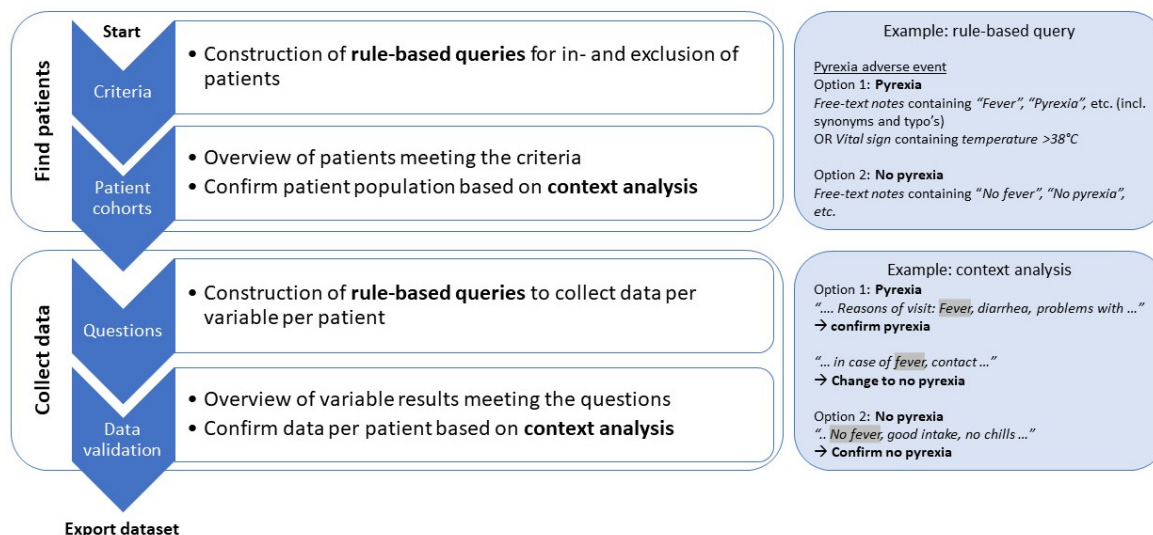 Start
Find patients
Criteria
• Construction of rule-based queries for in- and exclusion of
patients
Patient
cohorts
• Overview of patients meeting the criteria
• Confirm patient population based on context analysis
Collect data
Questions
• Construction of rule-based queries to collect data per
variable per patient
Data
validation
• Overview of variable results meeting the questions
• Confirm data per patient based on context analysis
Export dataset
Example: rule-based query
Pyrexia adverse event
Option 1: Pyrexia
Free-text notes containing “Fever”, “Pyrexia”, etc. (incl.
synonyms and typo’s)
OR Vital sign containing temperature >38°C
Option 2: No pyrexia
Free-text notes containing “No fever”, “No pyrexia”,
etc.
Example: context analysis
Option 1: Pyrexia
“.... Reasons of visit: Fever, diarrhea, problems with …”
→ confirm pyrexia
“… in case of fever, contact …”
→ Change to no pyrexia
Option 2: No pyrexia
“.. No fever, good intake, no chills …”
→ Confirm no pyrexia